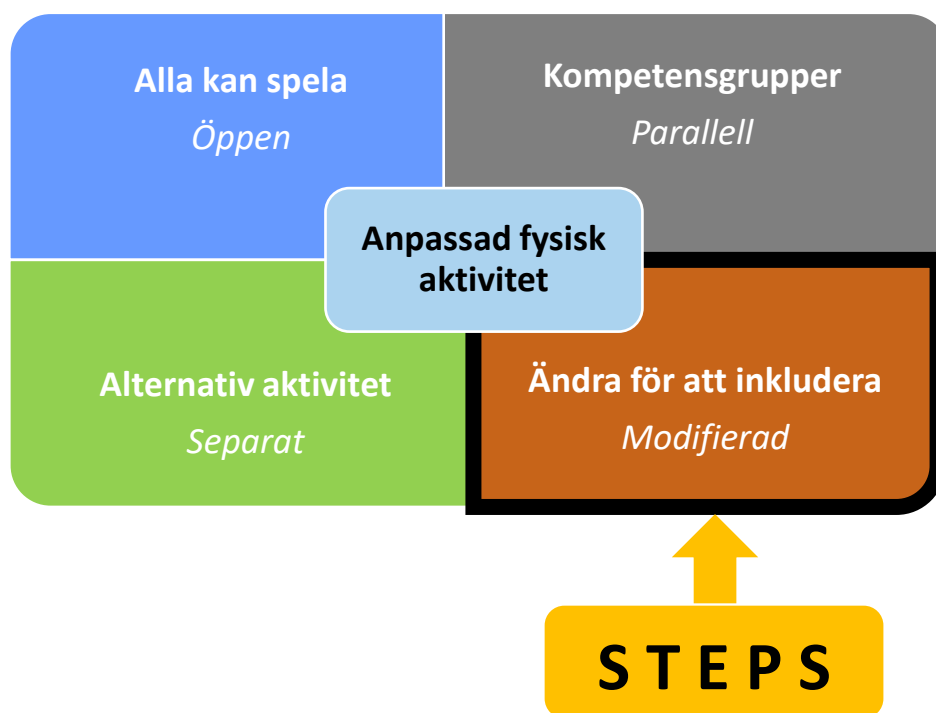 Alla kan spela
Öppen
Kompetensgrupper
Parallell
Anpassad fysisk
aktivitet
Alternativ aktivitet
Separat
Ändra för att inkludera
Modifierad
S T E P S